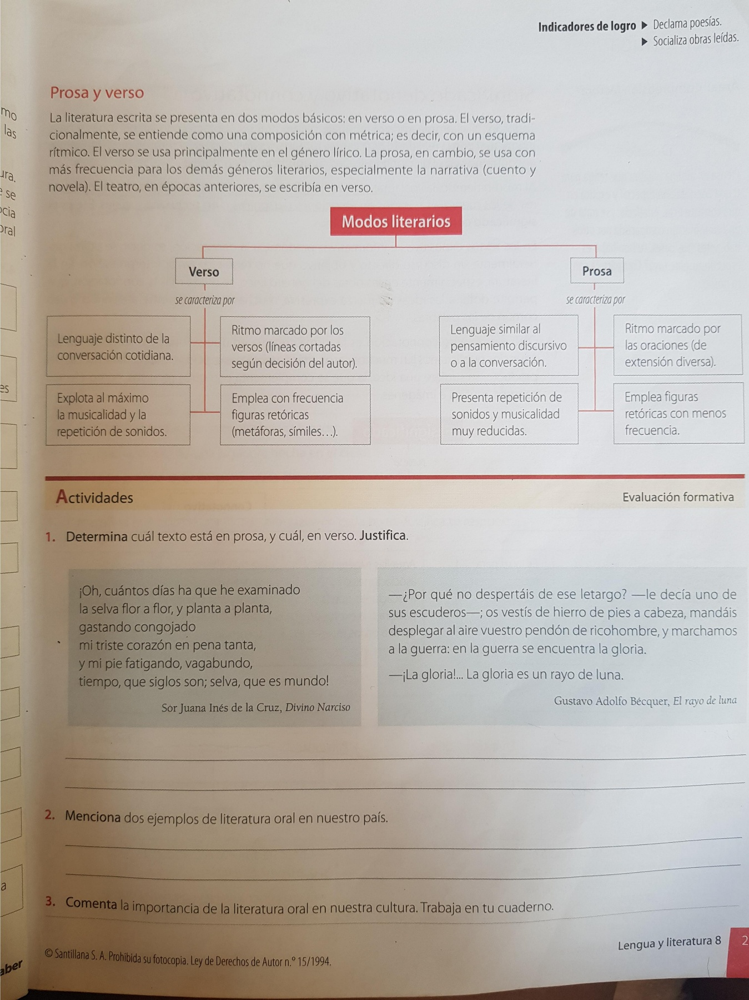 Indicadores de logro ▶ Declama poesías.
▶ Socializa obras leídas.
mo
las
ura.
e se
ocia
oral
es
a
aber
Prosa y verso
La literatura escrita se presenta en dos modos básicos: en verso o en prosa. El verso, tradi-
cionalmente, se entiende como una composición con métrica; es decir, con un esquema
rítmico. El verso se usa principalmente en el género lírico. La prosa, en cambio, se usa con
más frecuencia para los demás géneros literarios, especialmente la narrativa (cuento y
novela). El teatro, en épocas anteriores, se escribía en verso.
Modos literarios
Verso
se caracteriza por
Lenguaje distinto de la
conversación cotidiana.
Ritmo marcado por los
versos (líneas cortadas
según decisión del autor).
Explota al máximo
la musicalidad y la
repetición de sonidos.
Emplea con frecuencia
figuras retóricas
(metáforas, símiles…).
Prosa
se caracteriza por
Lenguaje similar al
pensamiento discursivo
o a la conversación.
Ritmo marcado por
las oraciones (de
extensión diversa).
Presenta repetición de
sonidos y musicalidad
muy reducidas.
Emplea figuras
retóricas con menos
frecuencia.
Actividades
Evaluación formativa
1. Determina cuál texto está en prosa, y cuál, en verso. Justifica.
¡Oh, cuántos días ha que he examinado
la selva flor a flor, y planta a planta,
gastando congojado
mi triste corazón en pena tanta,
y mi pie fatigando, vagabundo,
tiempo, que siglos son; selva, que es mundo!
Sor Juana Inés de la Cruz, Divino Narciso
—¿Por qué no despertáis de ese letargo? —le decía uno de
sus escuderos—; os vestís de hierro de pies a cabeza, mandáis
desplegar al aire vuestro pendón de ricohombre, y marchamos
a la guerra: en la guerra se encuentra la gloria.
—¡La gloria!... La gloria es un rayo de luna.
Gustavo Adolfo Bécquer, El rayo de luna
2. Menciona dos ejemplos de literatura oral en nuestro país.
3. Comenta la importancia de la literatura oral en nuestra cultura. Trabaja en tu cuaderno.
© Santillana S. A. Prohibida su fotocopia. Ley de Derechos de Autor n.º 15/1994.
Lengua y literatura 8
2